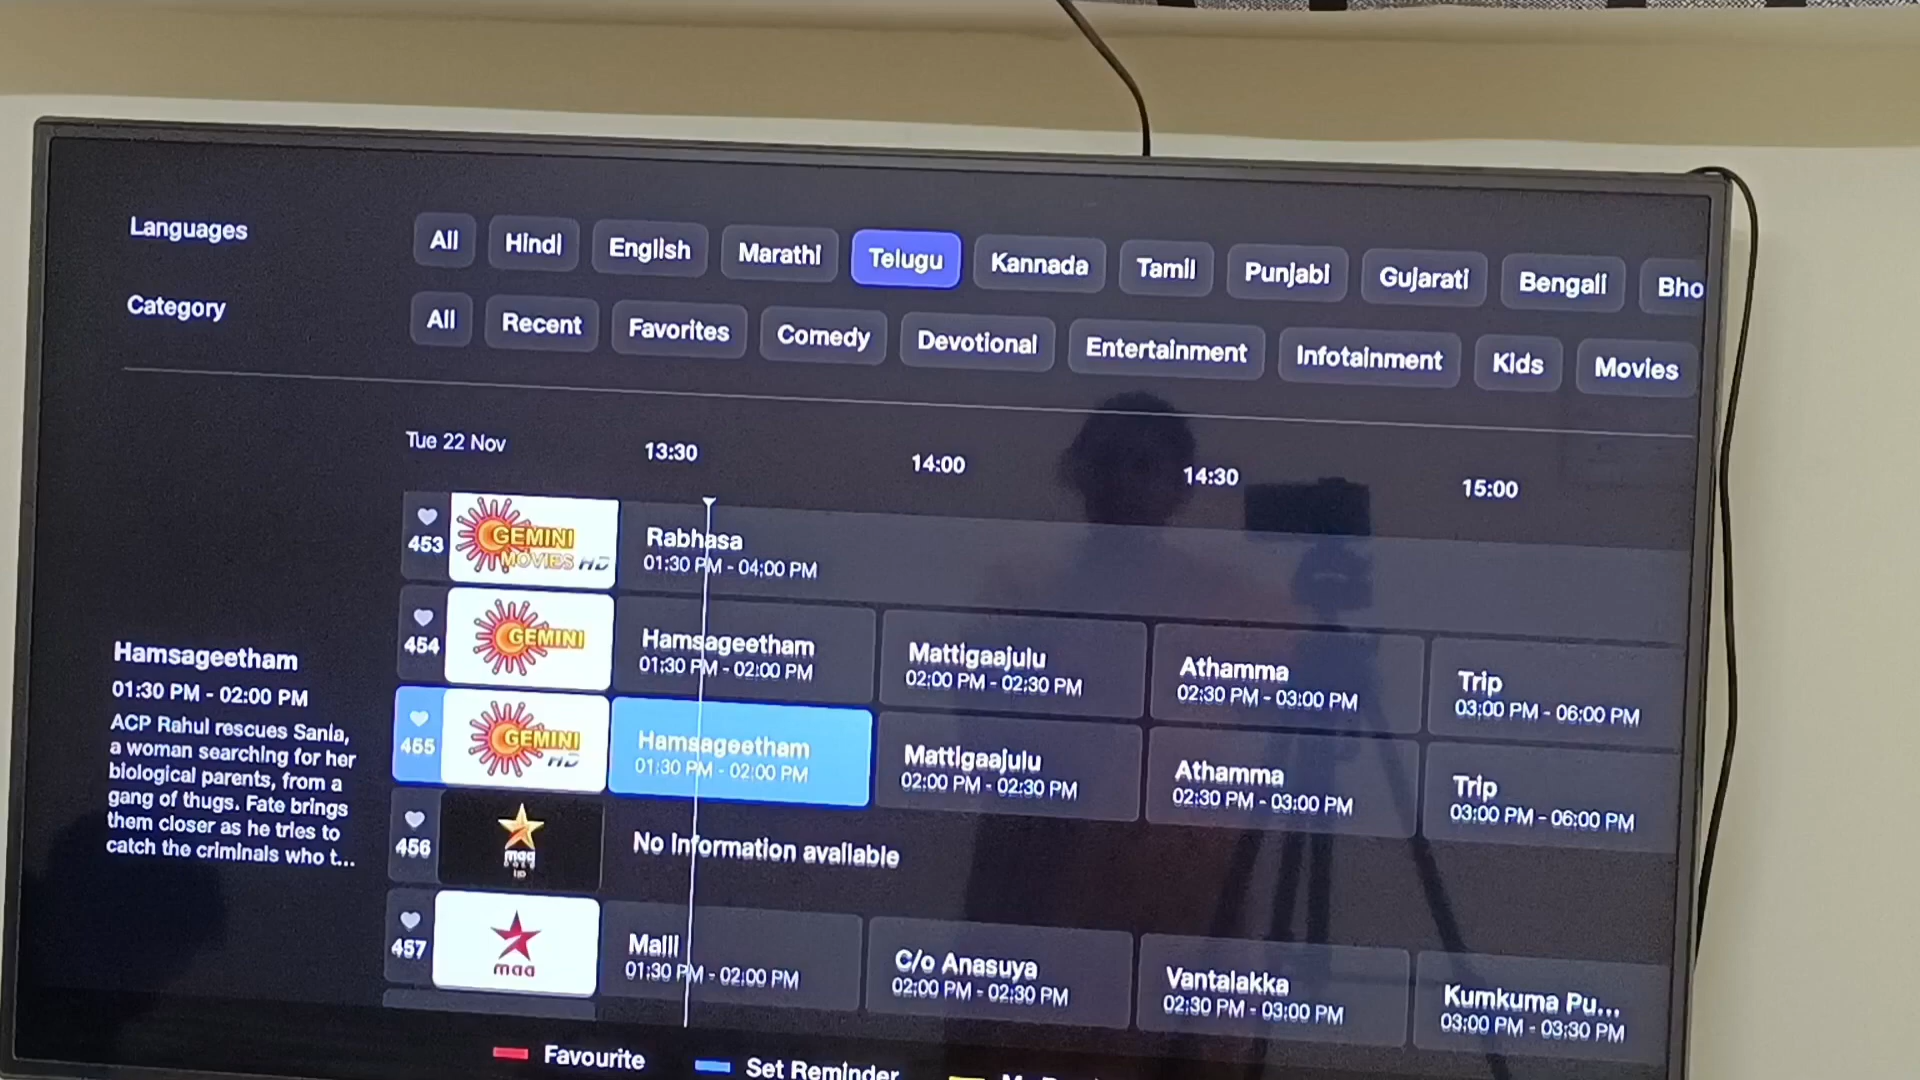 Languages
All Hindi English Marathi Telugu Kannada Tamil Punjabi Gujarati Bengali Bho
Category
All Recent Favorites Comedy Devotional Entertainment Infotainment Kids Movies
Tue 22 Nov 13:30 14:00 14:30 15:00
453 GEMINI MOVIES HD
Rabhasa
01:30 PM - 04:00 PM
454 GEMINI
Hamsageetham
01:30 PM - 02:00 PM
Mattigaajulu
02:00 PM - 02:30 PM
Athamma
02:30 PM - 03:00 PM
Trip
03:00 PM - 06:00 PM
Hamsageetham
01:30 PM - 02:00 PM
ACP Rahul rescues Sania,
a woman searching for her
biological parents, from a
gang of thugs. Fate brings
them closer as he tries to
catch the criminals who t...
455 GEMINI HD
Hamsageetham
01:30 PM - 02:00 PM
Mattigaajulu
02:00 PM - 02:30 PM
Athamma
02:30 PM - 03:00 PM
Trip
03:00 PM - 06:00 PM
456 maa HD
No information available
457 maa
Malli
01:30 PM - 02:00 PM
C/o Anasuya
02:00 PM - 02:30 PM
Vantalakka
02:30 PM - 03:00 PM
Kumkuma Pu...
03:00 PM - 03:30 PM
Favourite Set Reminder